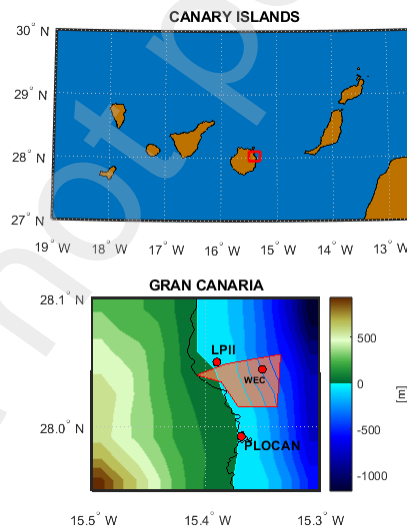 CANARY ISLANDS
30° N
29° N
28° N
27° N
19° W 18° W 17° W 16° W 15° W 14° W 13° W
GRAN CANARIA
28.1° N
28.0° N
LPII
WEC
PLOCAN
15.5° W 15.4° W 15.3° W
500
0
-500
-1000
[m]
not p